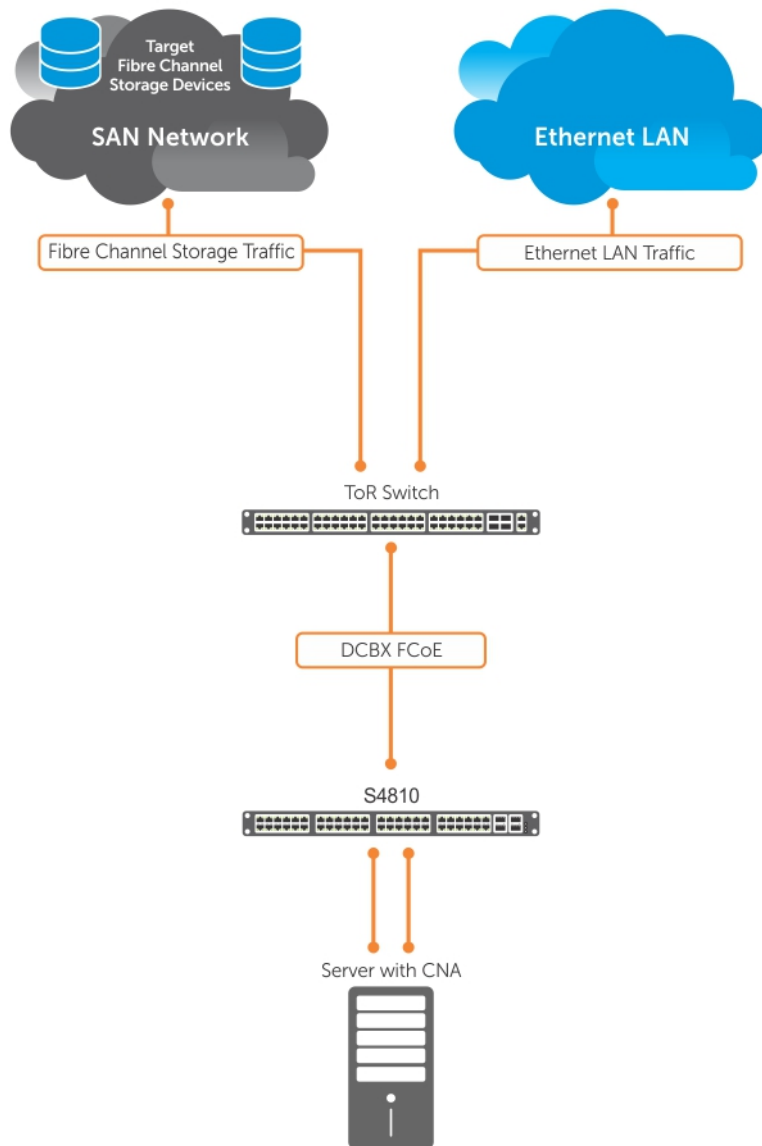 Target
Fibre Channel
Storage Devices
SAN Network
Ethernet LAN
Fibre Channel Storage Traffic
Ethernet LAN Traffic
ToR Switch
DCBX FCoE
S4810
Server with CNA